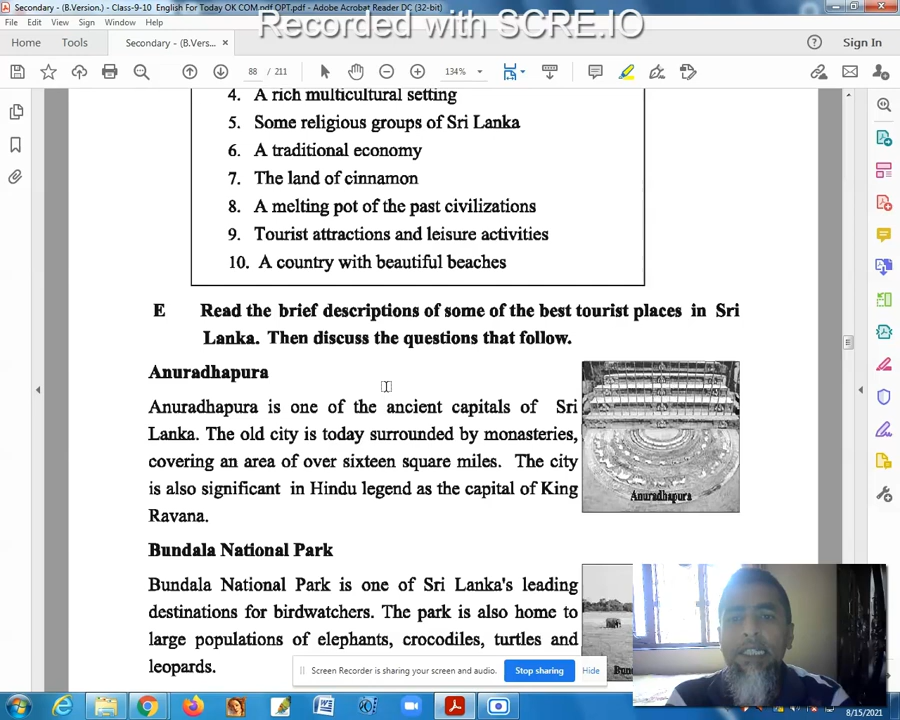 Secondary - (B.Version.) - Class-9-10 English For Today OK COM.pdf OPT.pdf - Adobe Acrobat Reader DC (32-bit)
Recorded with SCRE.IO
Edit View Sign Window Help
Home Tools Secondary - (B.Vers... × Sign In
88 / 211 134%
4. A rich multicultural setting
5. Some religious groups of Sri Lanka
6. A traditional economy
7. The land of cinnamon
8. A melting pot of the past civilizations
9. Tourist attractions and leisure activities
10. A country with beautiful beaches
E Read the brief descriptions of some of the best tourist places in Sri
Lanka. Then discuss the questions that follow.
Anuradhapura
Anuradhapura is one of the ancient capitals of Sri
Lanka. The old city is today surrounded by monasteries,
covering an area of over sixteen square miles. The city
is also significant in Hindu legend as the capital of King
Ravana.
Anuradhapura
Bundala National Park
Bundala National Park is one of Sri Lanka's leading
destinations for birdwatchers. The park is also home to
large populations of elephants, crocodiles, turtles and
leopards.
Screen Recorder is sharing your screen and audio. Stop sharing Hide
8/15/2021